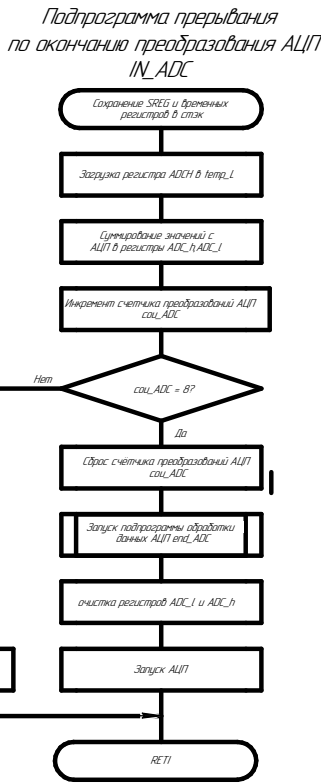 Подпрограмма прерывания
по окончанию преобразования АЦП
IN_ADC
Сохранение SREG и временных
регистров в стэк
Загрузка регистра ADCH в temp_L
Суммирование значений с
АЦП в регистры ADC_h,ADC_l
Инкремент счетчика преобразований АЦП
cou_ADC
Нет
cou_ADC = 8?
Да
Сброс счётчика преобразований АЦП
cou_ADC
Запуск подпрограммы обработки
данных АЦП end_ADC
очистка регистров ADC_l и ADC_h
Запуск АЦП
RETI